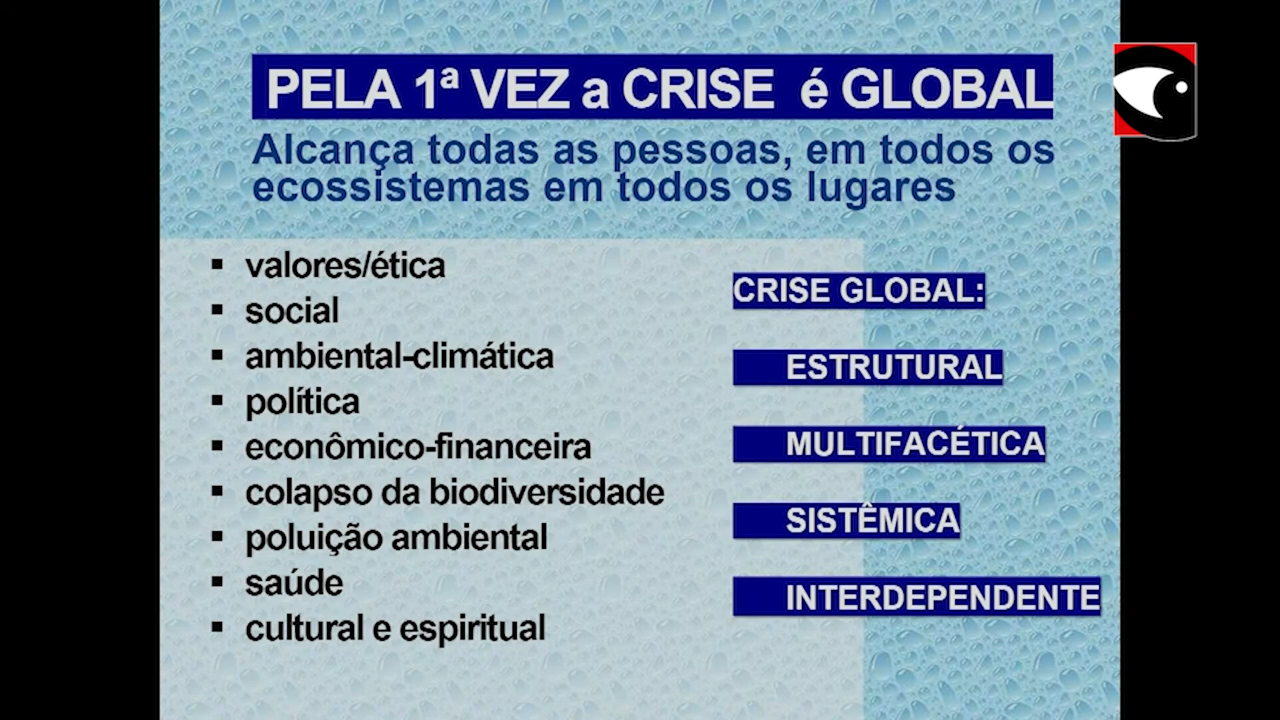 PELA 1ª VEZ a CRISE é GLOBAL
Alcança todas as pessoas, em todos os
ecossistemas em todos os lugares
▪ valores/ética
▪ social
▪ ambiental-climática
▪ política
▪ econômico-financeira
▪ colapso da biodiversidade
▪ poluição ambiental
▪ saúde
▪ cultural e espiritual
CRISE GLOBAL:
ESTRUTURAL
MULTIFACÉTICA
SISTÊMICA
INTERDEPENDENTE